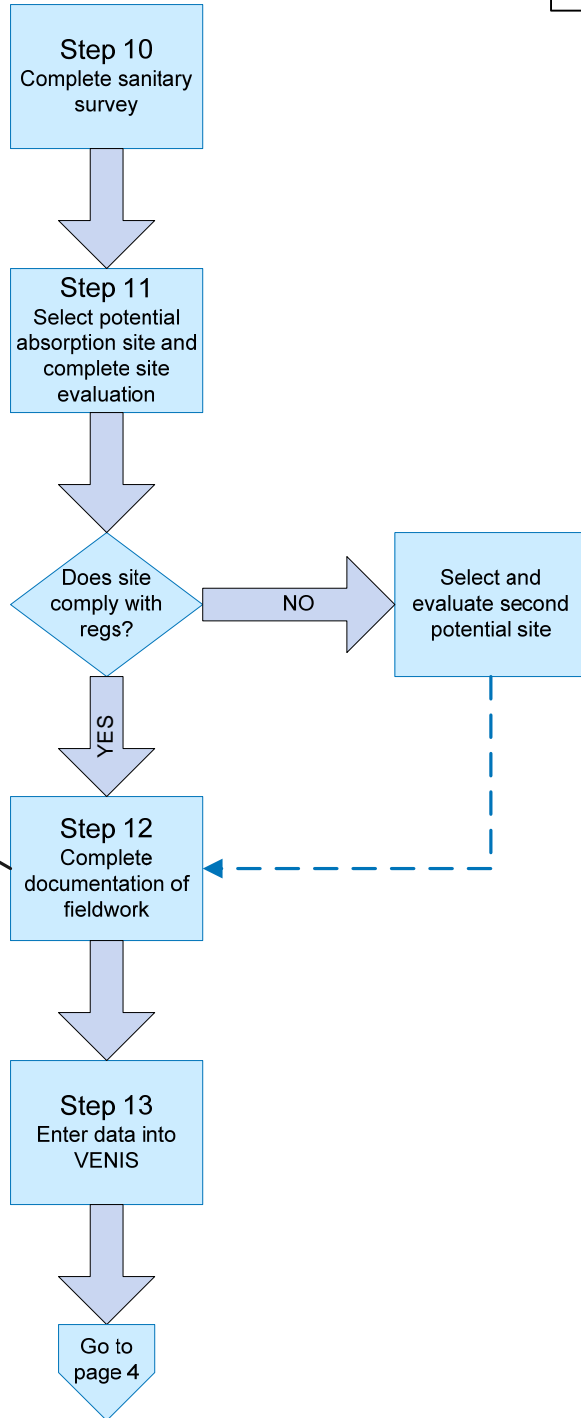 Step 10
Complete sanitary
survey
Step 11
Select potential
absorption site and
complete site
evaluation
Does site
comply with
regs?
NO
Select and
evaluate second
potential site
YES
Step 12
Complete
documentation of
fieldwork
Step 13
Enter data into
VENIS
Go to
page 4